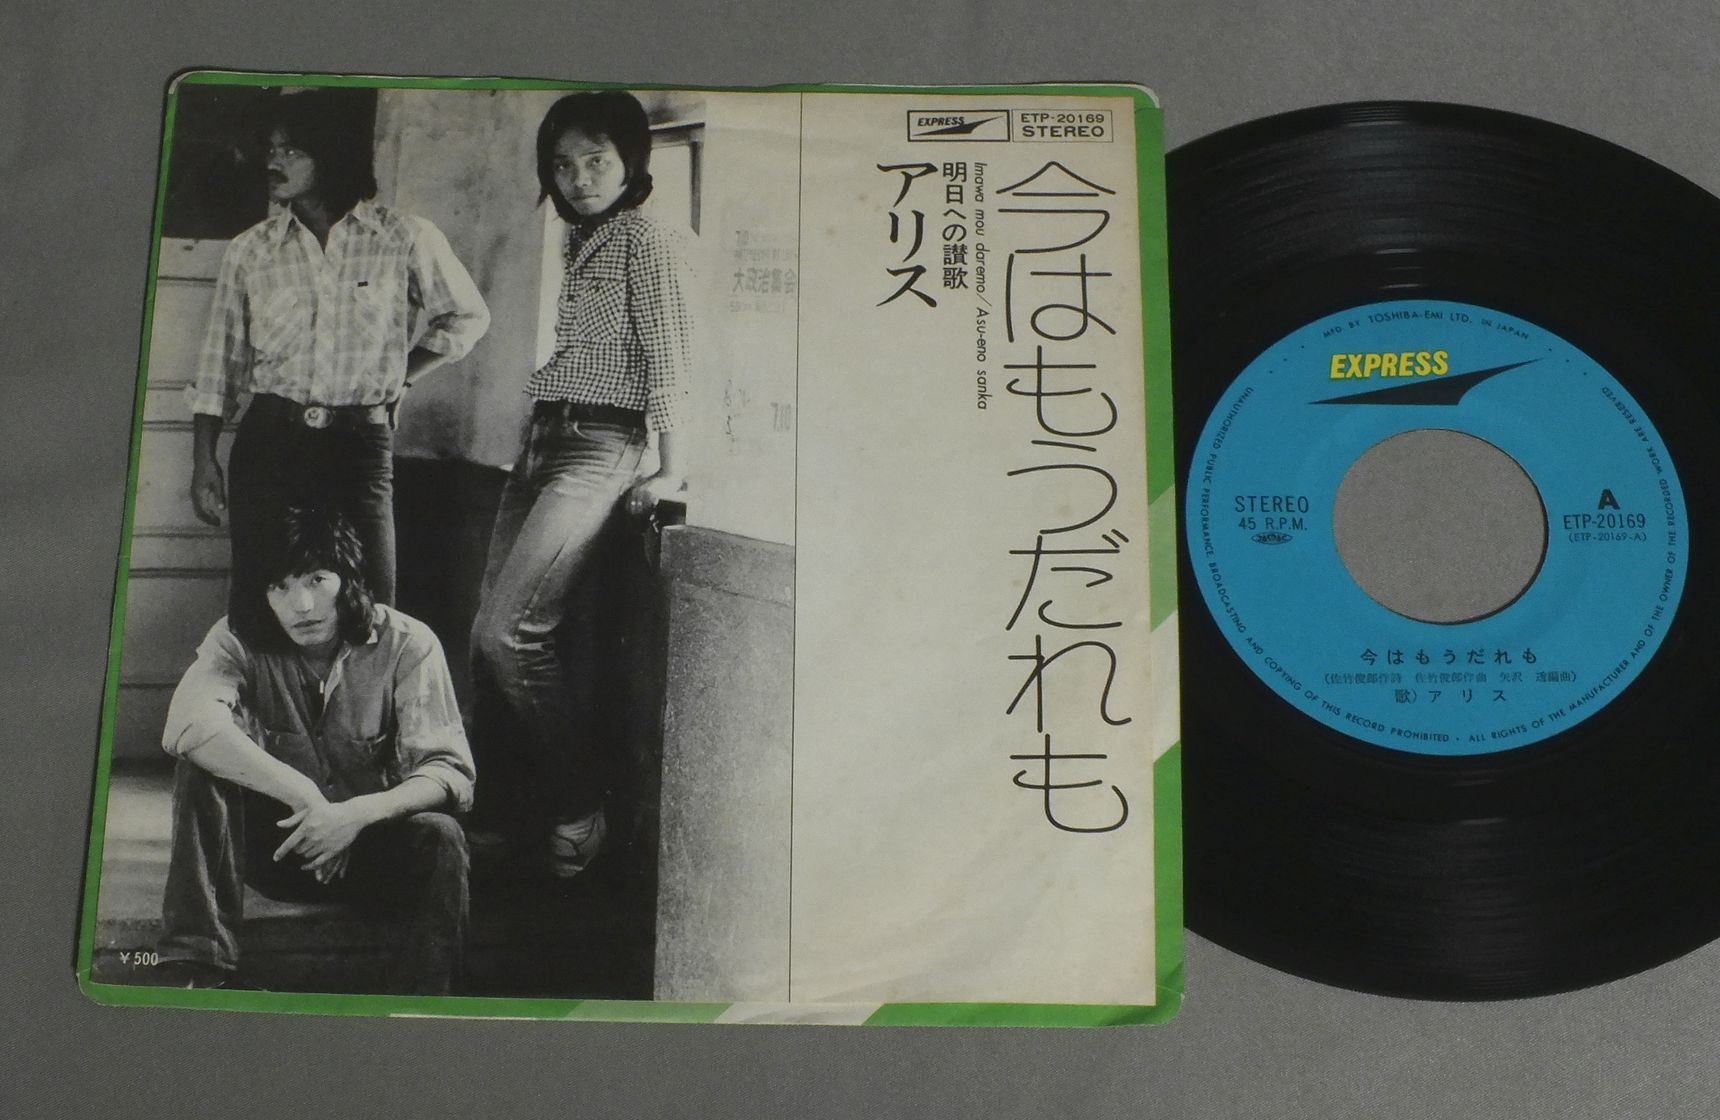 EXPRESS
ETP-20169
STEREO
今はもうだれも
Imawa mou daremo／Asu-eno sanka
明日への讃歌
アリス
大政治集会
¥500
MFD. BY TOSHIBA-EMI LTD. IN JAPAN
EXPRESS
STEREO
45 R.P.M.
A
ETP-20169
(ETP-20169-A)
今はもうだれも
(佐竹俊郎作詩 佐竹俊郎作曲 矢沢 透編曲)
歌) アリス
UNAUTHORIZED PUBLIC PERFORMANCE, BROADCASTING AND COPYING OF THIS RECORD PROHIBITED · ALL RIGHTS OF THE MANUFACTURER AND OF THE OWNER OF THE RECORDED WORK ARE RESERVED